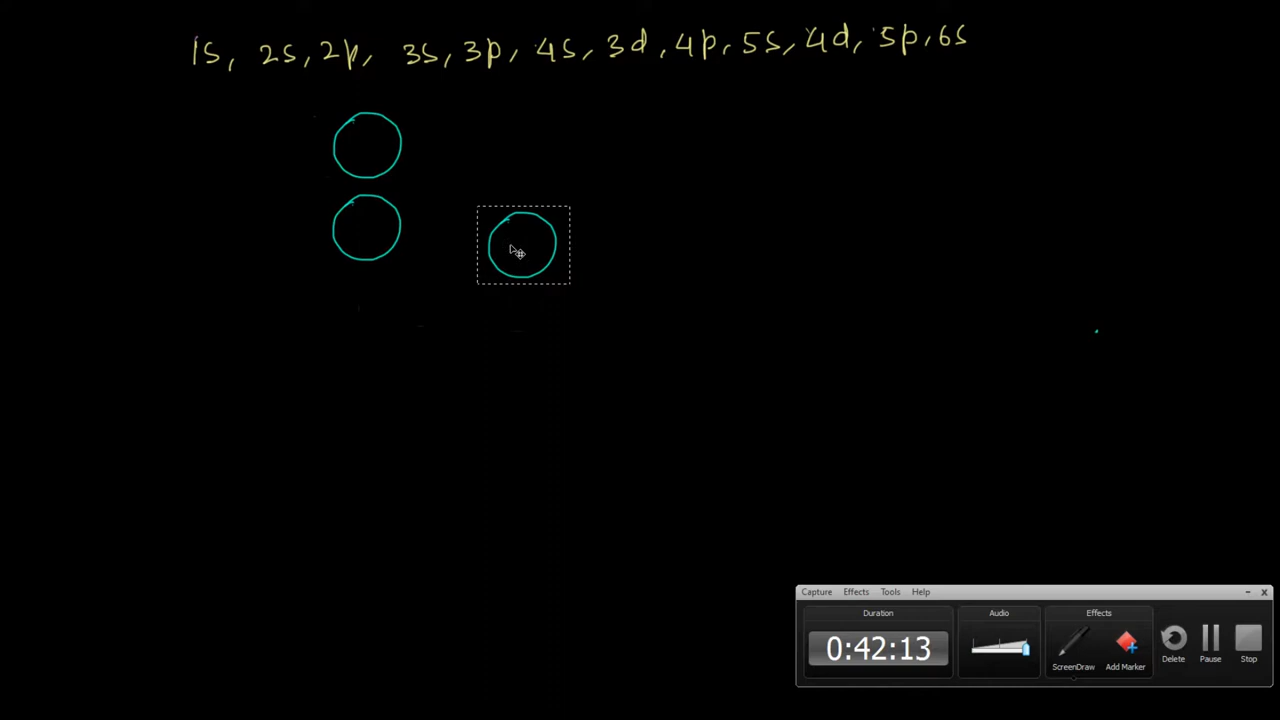 1s, 2s, 2p, 3s, 3p, 4s, 3d, 4p, 5s, 4d, 5p, 6s
Capture Effects Tools Help
Duration Audio Effects
0:42:13
ScreenDraw Add Marker Delete Pause Stop